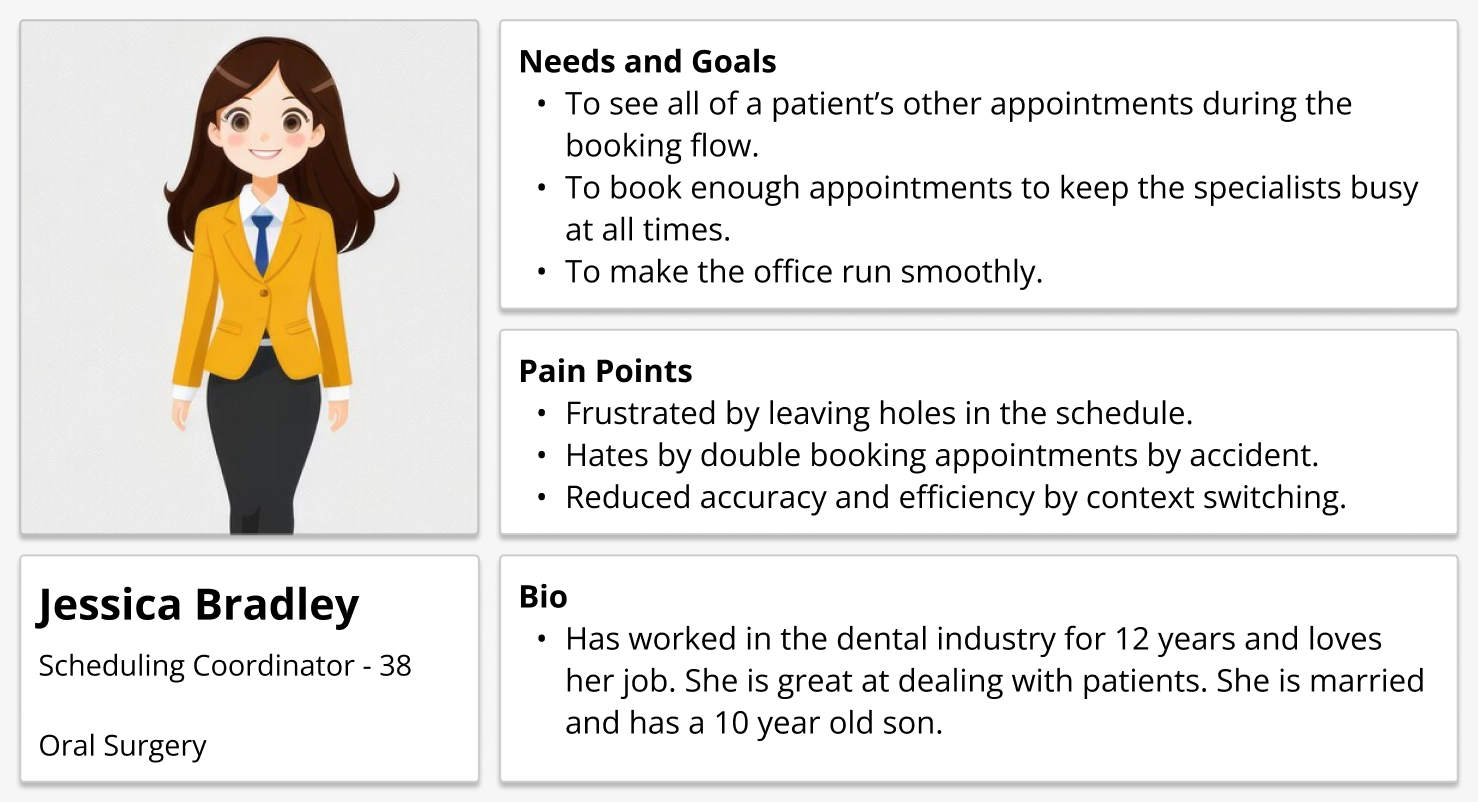 Needs and Goals
• To see all of a patient’s other appointments during the
booking flow.
• To book enough appointments to keep the specialists busy
at all times.
• To make the office run smoothly.
Pain Points
• Frustrated by leaving holes in the schedule.
• Hates by double booking appointments by accident.
• Reduced accuracy and efficiency by context switching.
Jessica Bradley
Scheduling Coordinator - 38
Oral Surgery
Bio
• Has worked in the dental industry for 12 years and loves
her job. She is great at dealing with patients. She is married
and has a 10 year old son.